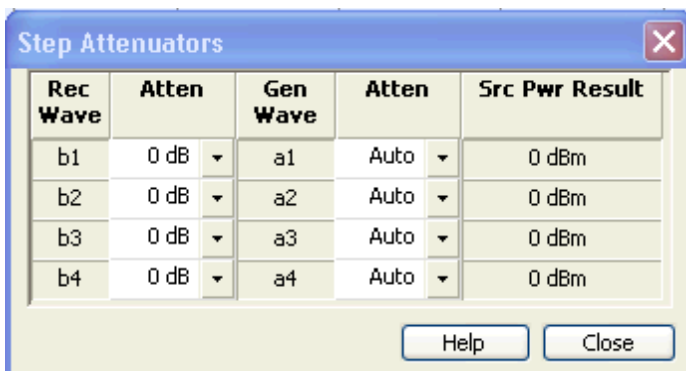 Step Attenuators
Rec Wave Atten Gen Wave Atten Src Pwr Result
b1 0 dB a1 Auto 0 dBm
b2 0 dB a2 Auto 0 dBm
b3 0 dB a3 Auto 0 dBm
b4 0 dB a4 Auto 0 dBm
Help Close